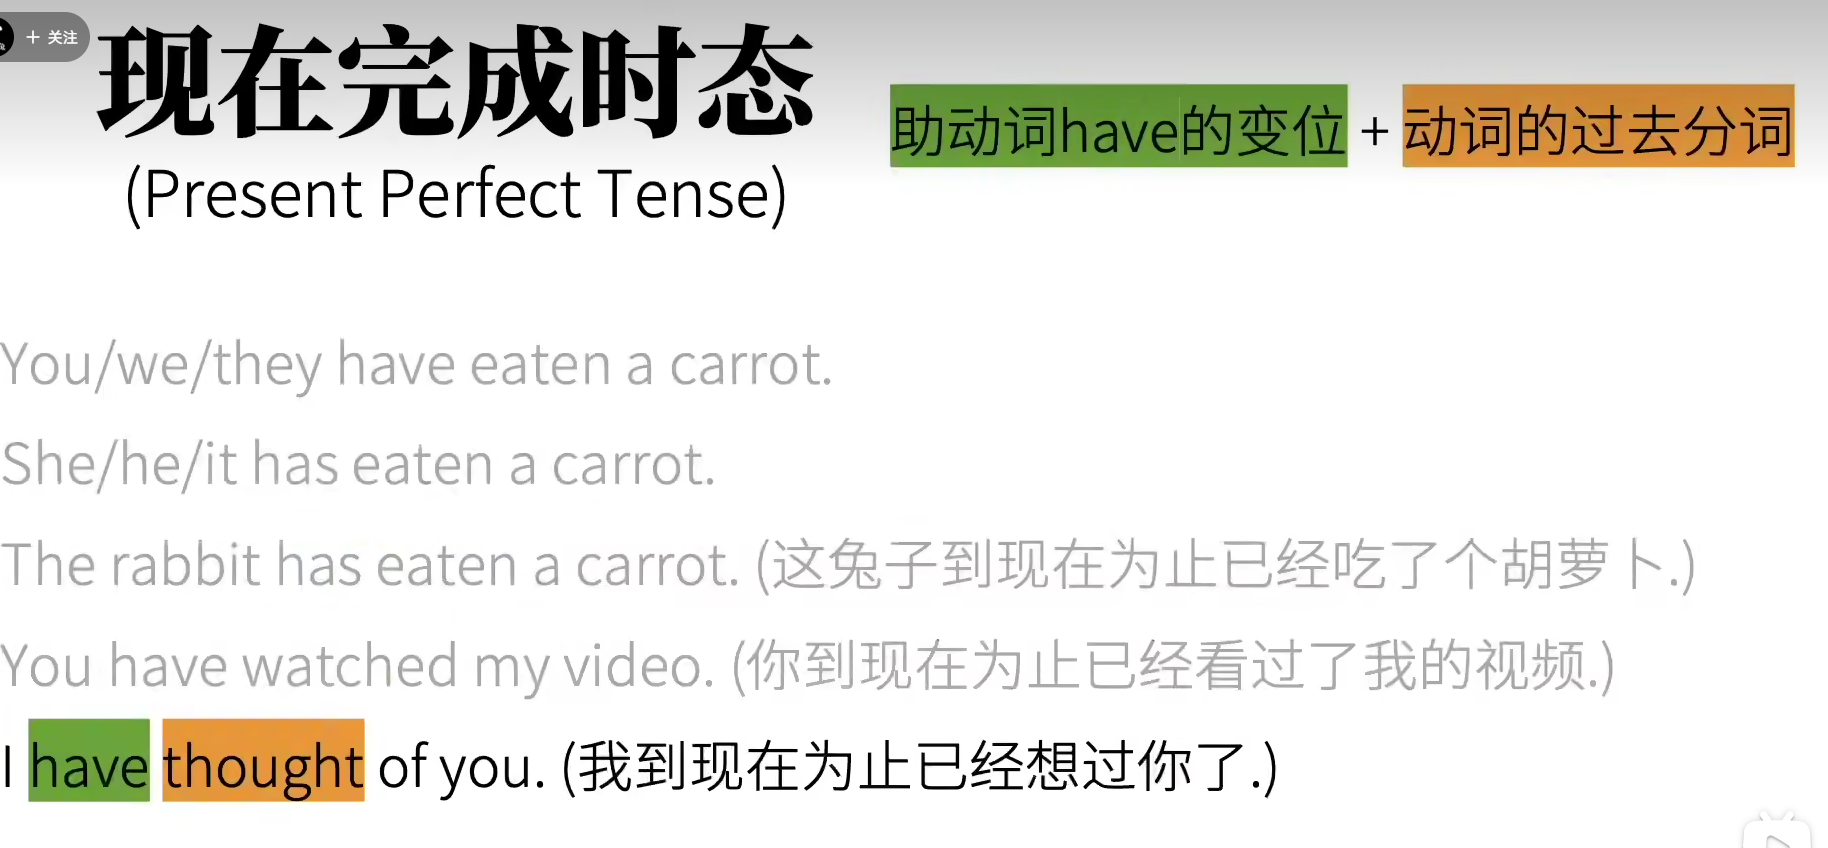 + 关注
现在完成时态
(Present Perfect Tense)
助动词have的变位 + 动词的过去分词
You/we/they have eaten a carrot.
She/he/it has eaten a carrot.
The rabbit has eaten a carrot. (这兔子到现在为止已经吃了个胡萝卜.)
You have watched my video. (你到现在为止已经看过了我的视频.)
I have thought of you. (我到现在为止已经想过你了.)